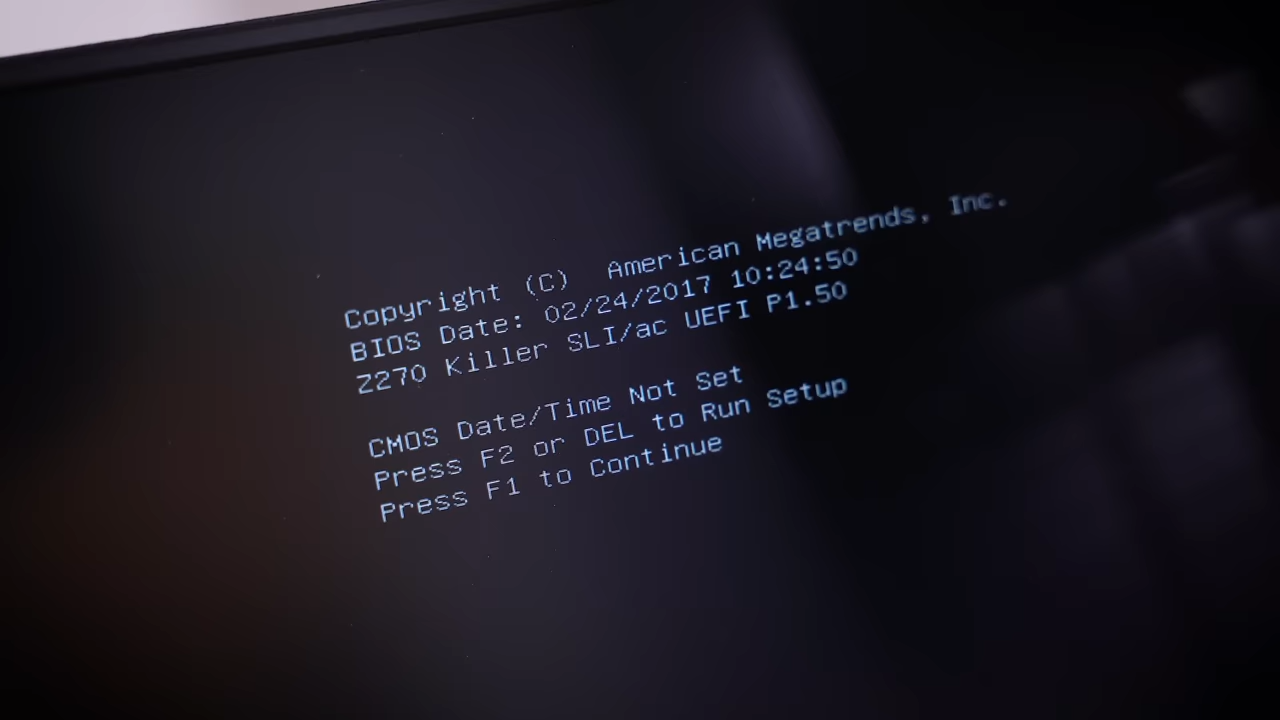 Copyright (C)  American Megatrends, Inc.
BIOS Date: 02/24/2017 10:24:50
Z270 Killer SLI/ac UEFI P1.50
CMOS Date/Time Not Set
Press F2 or DEL to Run Setup
Press F1 to Continue